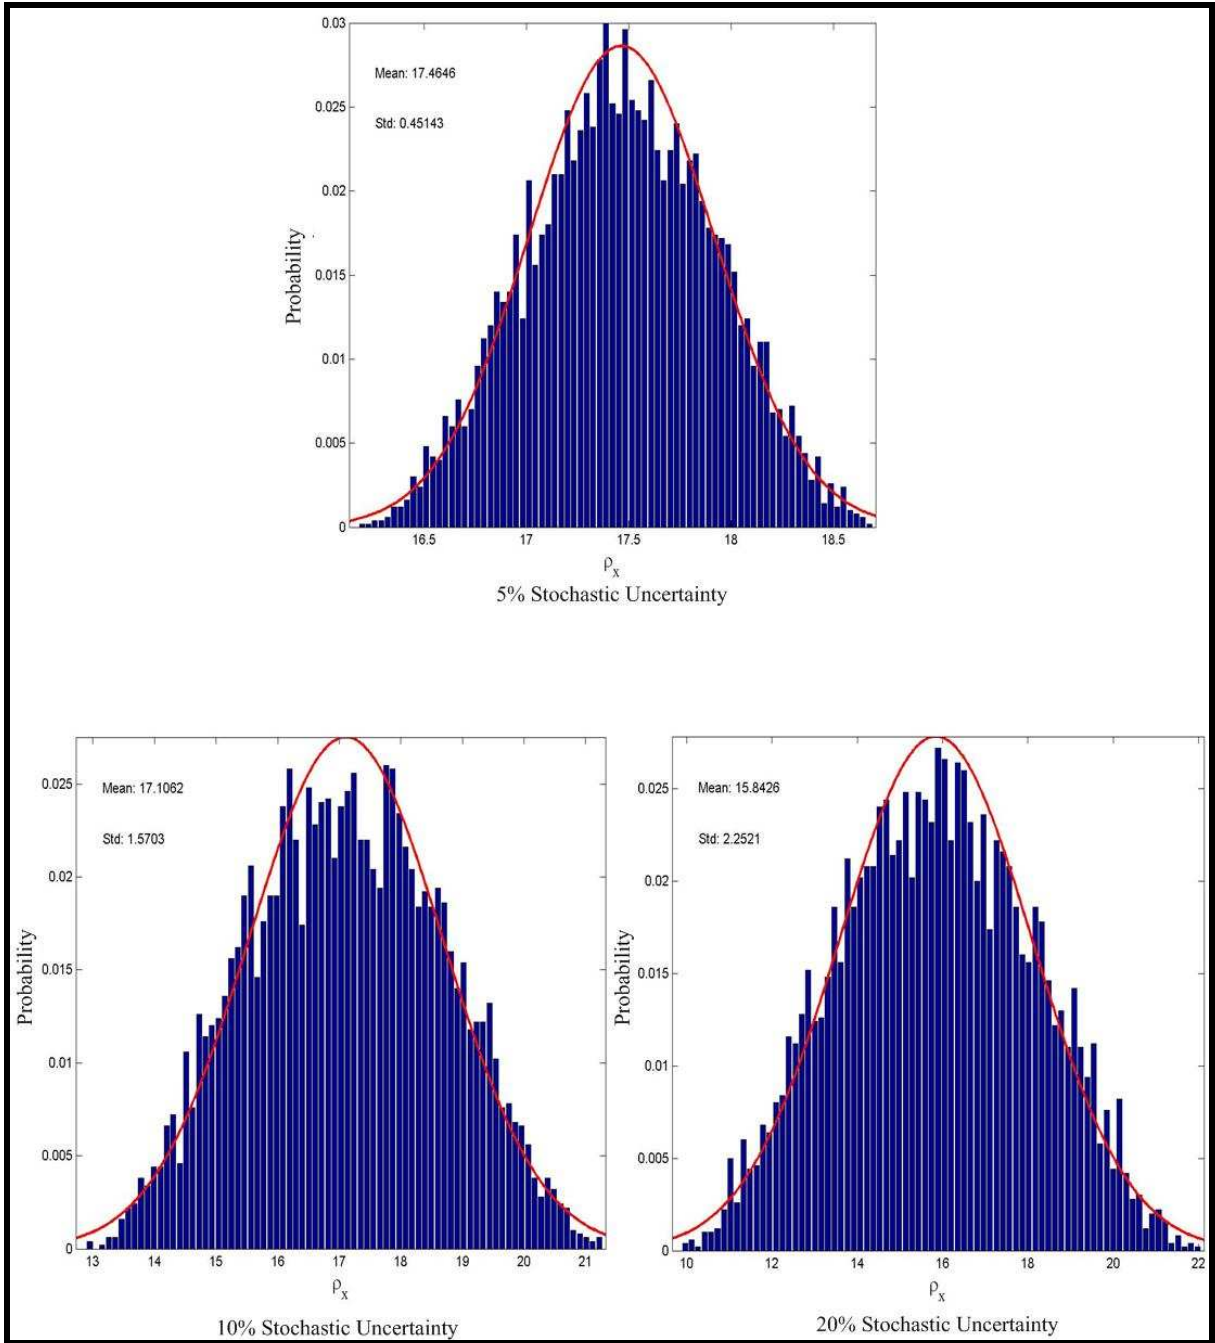 0.03
Mean: 17.4646
0.025
Std: 0.45143
0.02
Probability
0.015
0.01
0.005
0
16.5 17 17.5 18 18.5
ρx
5% Stochastic Uncertainty
Mean: 17.1062
0.025
Std: 1.5703
0.02
Probability
0.015
0.01
0.005
0
13 14 15 16 17 18 19 20 21
ρx
10% Stochastic Uncertainty
Mean: 15.8426
0.025
Std: 2.2521
0.02
Probability
0.015
0.01
0.005
0
10 12 14 16 18 20 22
ρx
20% Stochastic Uncertainty